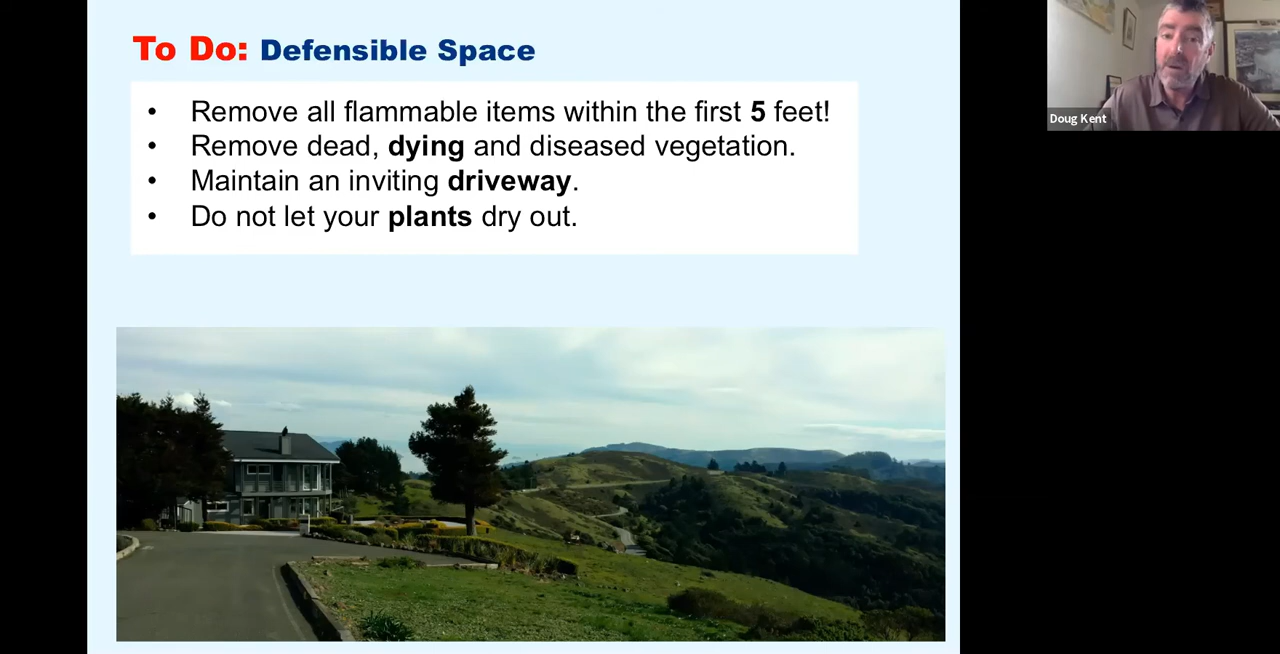 To Do: Defensible Space
• Remove all flammable items within the first 5 feet!
• Remove dead, dying and diseased vegetation.
• Maintain an inviting driveway.
• Do not let your plants dry out.
Doug Kent